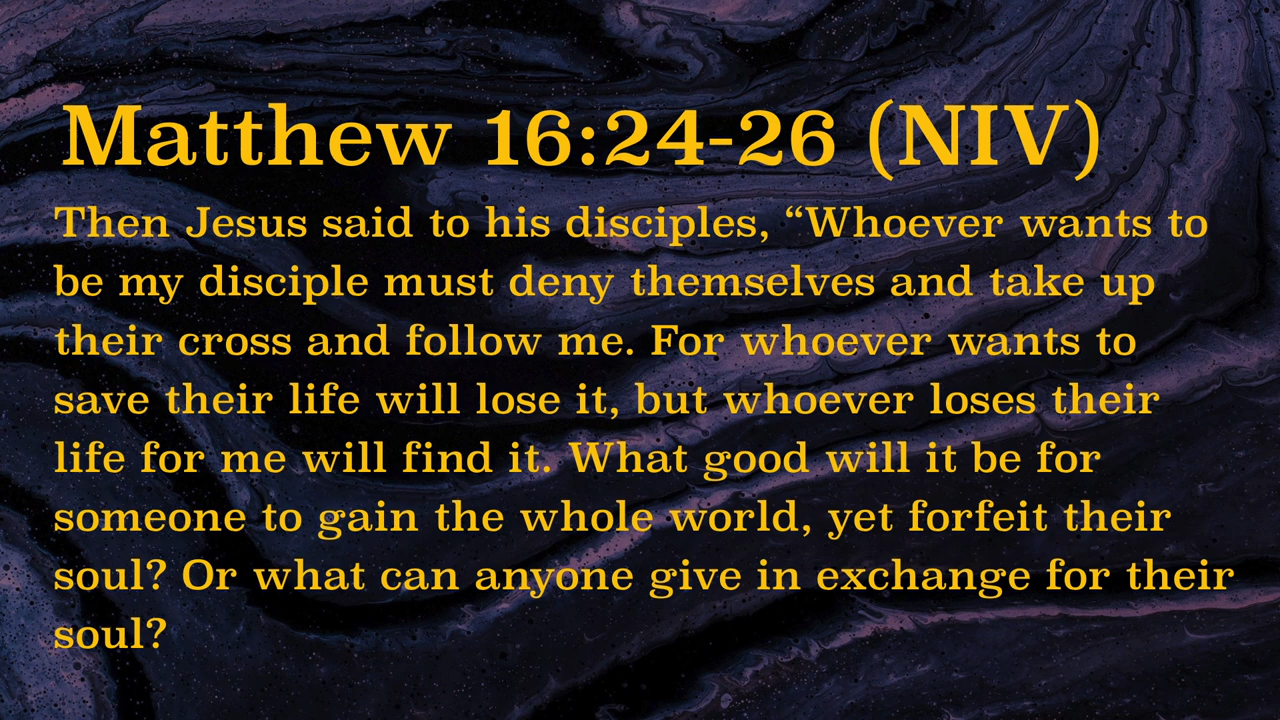 Matthew 16:24-26 (NIV)
Then Jesus said to his disciples, “Whoever wants to
be my disciple must deny themselves and take up
their cross and follow me. For whoever wants to
save their life will lose it, but whoever loses their
life for me will find it. What good will it be for
someone to gain the whole world, yet forfeit their
soul? Or what can anyone give in exchange for their
soul?